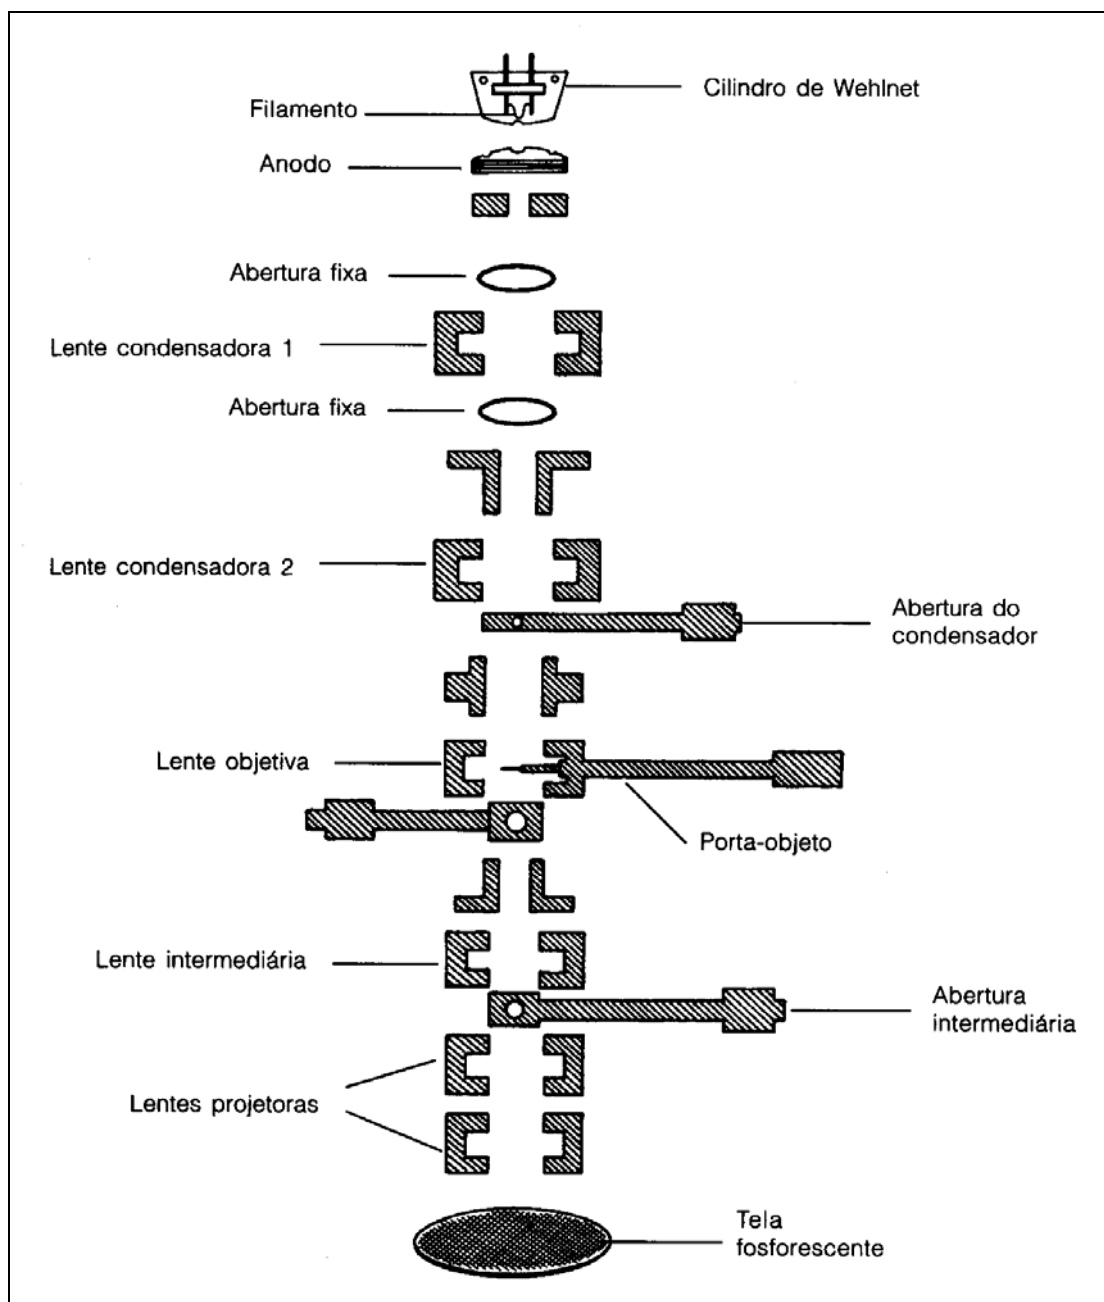 Cilindro de Wehlnet
Filamento
Anodo
Abertura fixa
Lente condensadora 1
Abertura fixa
Lente condensadora 2
Abertura do
condensador
Lente objetiva
Porta-objeto
Lente intermediária
Abertura
intermediária
Lentes projetoras
Tela
fosforescente